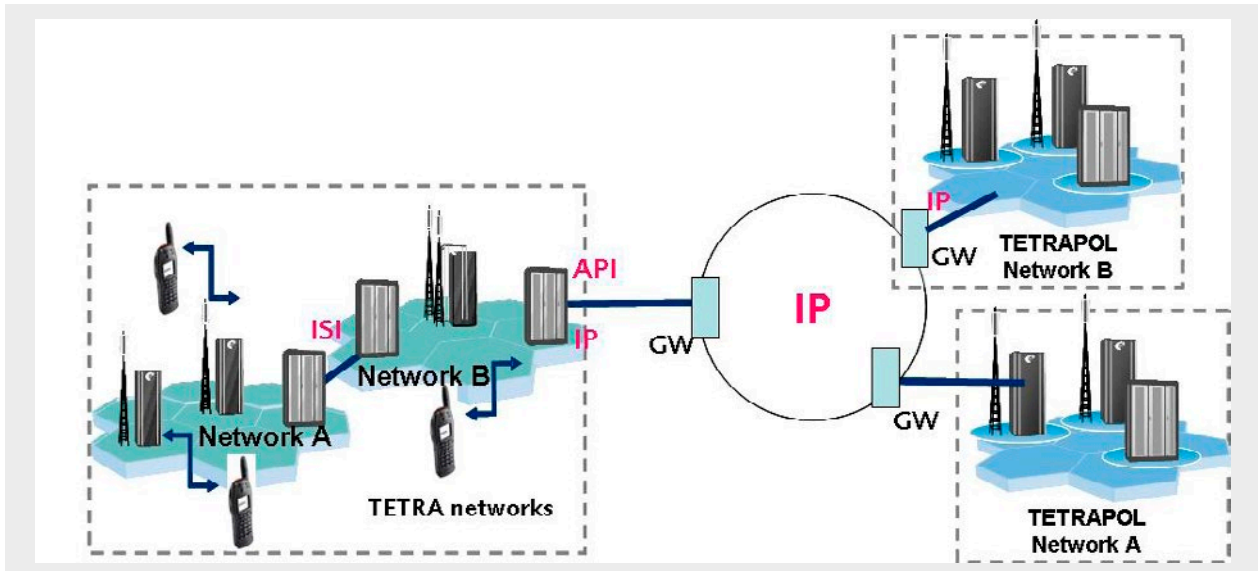 ISI
Network A
Network B
API
IP
TETRA networks
GW
IP
IP
GW
TETRAPOL
Network B
GW
TETRAPOL
Network A